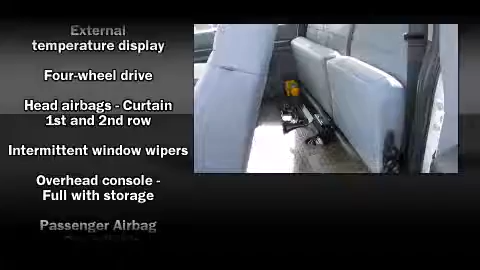 External
temperature display
Four-wheel drive
Head airbags - Curtain
1st and 2nd row
Intermittent window wipers
Overhead console -
Full with storage
Passenger Airbag